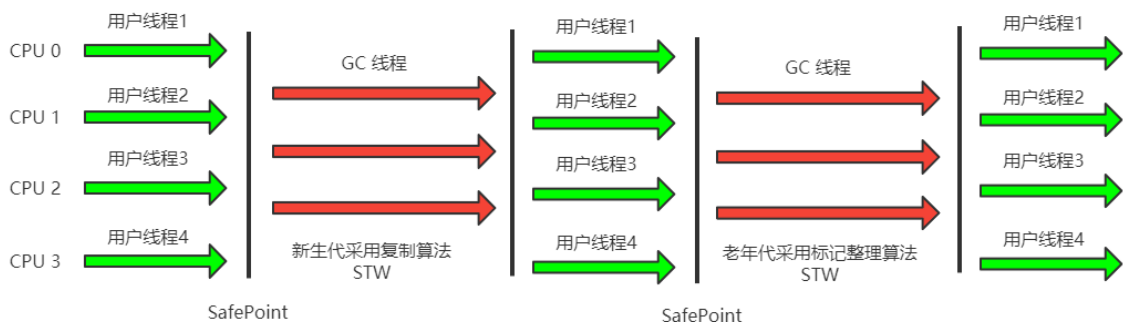 用户线程1
用户线程1
用户线程1
CPU 0
GC 线程
GC 线程
用户线程2
用户线程2
用户线程2
CPU 1
用户线程3
用户线程3
用户线程3
CPU 2
用户线程4
用户线程4
用户线程4
CPU 3
新生代采用复制算法
STW
老年代采用标记整理算法
STW
SafePoint
SafePoint